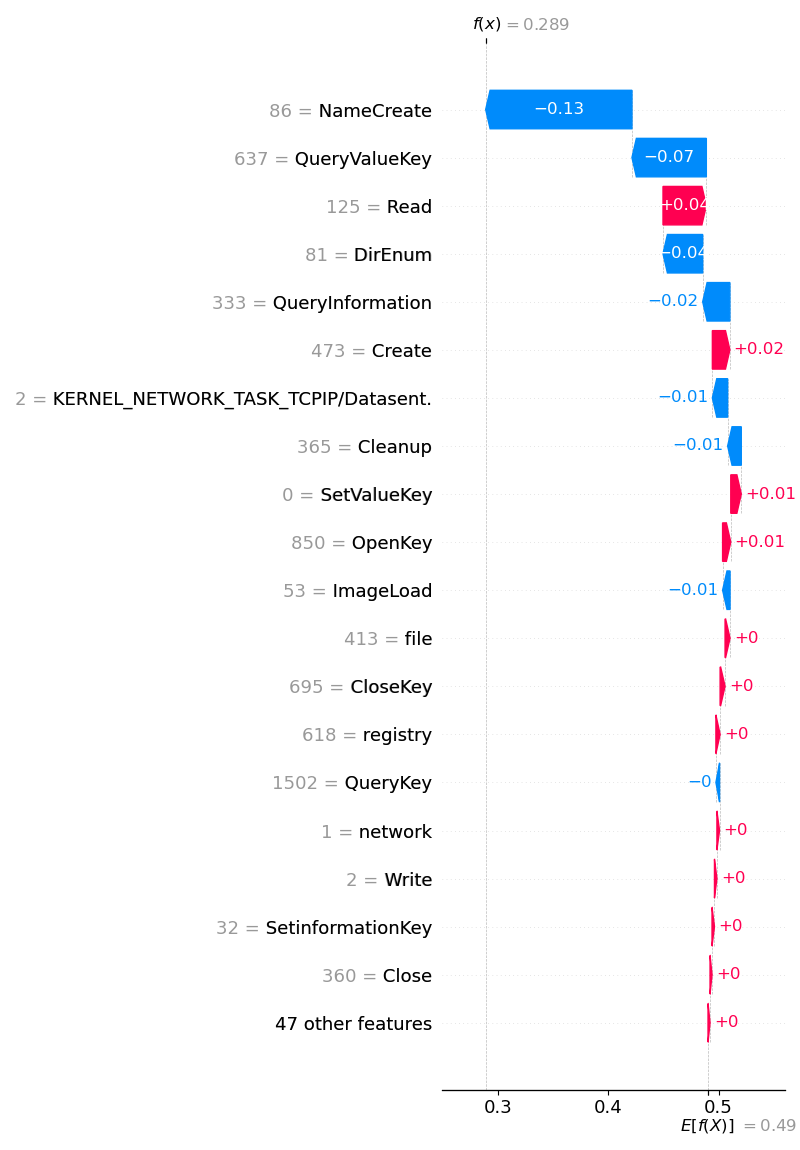 f(x) = 0.289
86 = NameCreate −0.13
637 = QueryValueKey −0.07
125 = Read +0.04
81 = DirEnum −0.04
333 = QueryInformation −0.02
473 = Create +0.02
2 = KERNEL_NETWORK_TASK_TCPIP/Datasent. −0.01
365 = Cleanup −0.01
0 = SetValueKey +0.01
850 = OpenKey +0.01
53 = ImageLoad −0.01
413 = file +0
695 = CloseKey +0
618 = registry +0
1502 = QueryKey −0
1 = network +0
2 = Write +0
32 = SetinformationKey +0
360 = Close +0
47 other features +0
0.3 0.4 0.5
E[f(X)] = 0.49